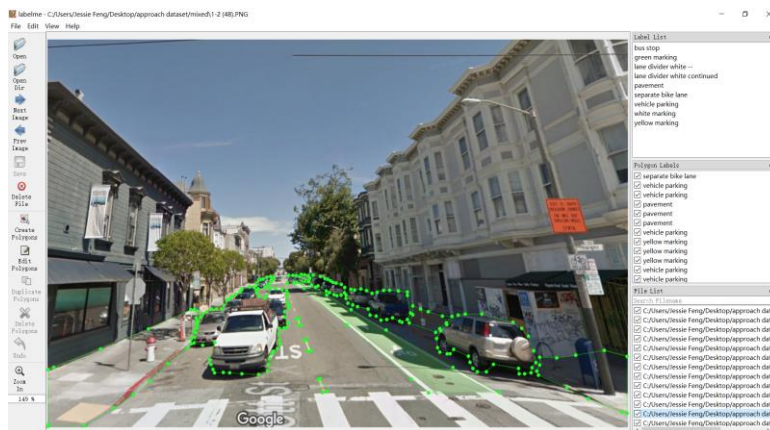 labelme - C:/Users/Jessie Feng/Desktop/approach dataset/mixed\1-2 (48).PNG
File Edit View Help
Open
Open
Dir
Next
Image
Prev
Image
Save
Delete
File
Create
Polygons
Edit
Polygons
Duplicate
Polygons
Delete
Polygons
Undo
Zoom
In
140 %
ST
Google
Label List
bus stop
green marking
lane divider white --
lane divider white continued
pavement
separate bike lane
vehicle parking
white marking
yellow marking
Polygon Labels
separate bike lane
vehicle parking
vehicle parking
pavement
pavement
pavement
vehicle parking
yellow marking
yellow marking
yellow marking
vehicle parking
vehicle parking
File List
Search Filename
C:/Users/Jessie Feng/Desktop/approach dat
C:/Users/Jessie Feng/Desktop/approach dat
C:/Users/Jessie Feng/Desktop/approach dat
C:/Users/Jessie Feng/Desktop/approach dat
C:/Users/Jessie Feng/Desktop/approach dat
C:/Users/Jessie Feng/Desktop/approach dat
C:/Users/Jessie Feng/Desktop/approach dat
C:/Users/Jessie Feng/Desktop/approach dat
C:/Users/Jessie Feng/Desktop/approach dat
C:/Users/Jessie Feng/Desktop/approach dat
C:/Users/Jessie Feng/Desktop/approach dat
C:/Users/Jessie Feng/Desktop/approach dat
C:/Users/Jessie Feng/Desktop/approach dat